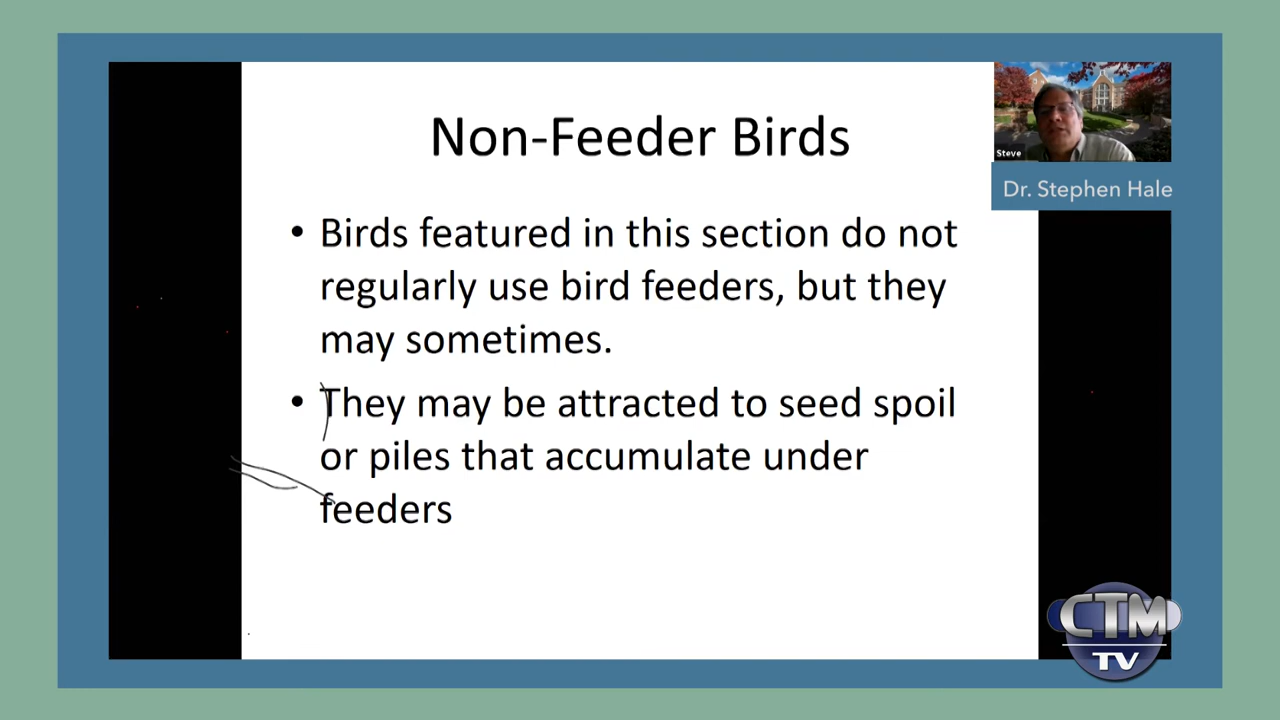 Non-Feeder Birds
Steve
Dr. Stephen Hale
• Birds featured in this section do not
regularly use bird feeders, but they
may sometimes.
• They may be attracted to seed spoil
or piles that accumulate under
feeders
CTM
TV